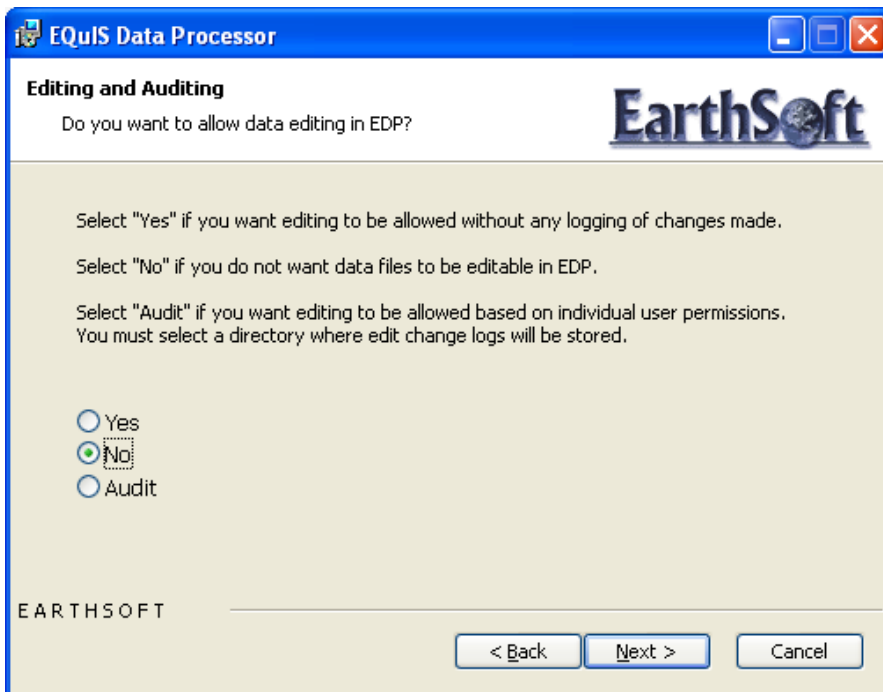 EQuIS Data Processor
Editing and Auditing
Do you want to allow data editing in EDP?
EarthSoft
Select "Yes" if you want editing to be allowed without any logging of changes made.
Select "No" if you do not want data files to be editable in EDP.
Select "Audit" if you want editing to be allowed based on individual user permissions.
You must select a directory where edit change logs will be stored.
Yes
No
Audit
EARTHSOFT
< Back Next > Cancel